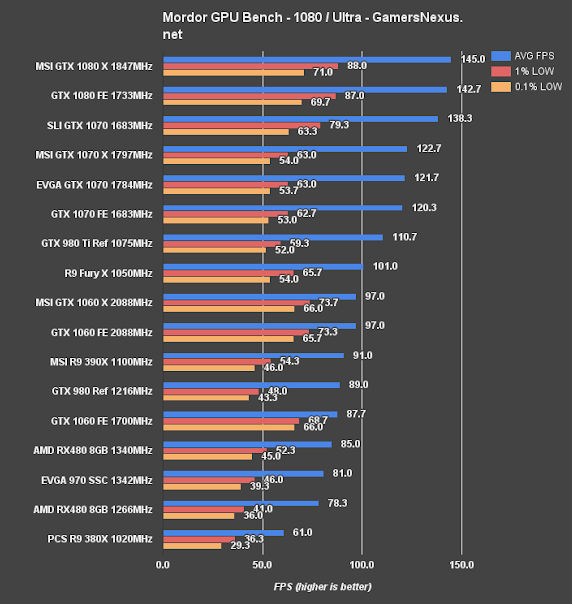 Mordor GPU Bench - 1080 / Ultra - GamersNexus.
net
AVG FPS
1% LOW
0.1% LOW
MSI GTX 1080 X 1847MHz 145.0 88.0 71.0
GTX 1080 FE 1733MHz 142.7 87.0 69.7
SLI GTX 1070 1683MHz 138.3 79.3 63.3
MSI GTX 1070 X 1797MHz 122.7 63.0 54.0
EVGA GTX 1070 1784MHz 121.7 63.0 53.7
GTX 1070 FE 1683MHz 120.3 62.7 53.0
GTX 980 Ti Ref 1075MHz 110.7 59.3 52.0
R9 Fury X 1050MHz 101.0 65.7 54.0
MSI GTX 1060 X 2088MHz 97.0 73.7 66.0
GTX 1060 FE 2088MHz 97.0 73.3 65.7
MSI R9 390X 1100MHz 91.0 54.3 46.0
GTX 980 Ref 1216MHz 89.0 48.0 43.3
GTX 1060 FE 1700MHz 87.7 68.7 66.0
AMD RX480 8GB 1340MHz 85.0 52.3 45.0
EVGA 970 SSC 1342MHz 81.0 46.0 39.3
AMD RX480 8GB 1266MHz 78.3 41.0 36.0
PCS R9 380X 1020MHz 61.0 36.3 29.3
0.0 50.0 100.0 150.0
FPS (higher is better)